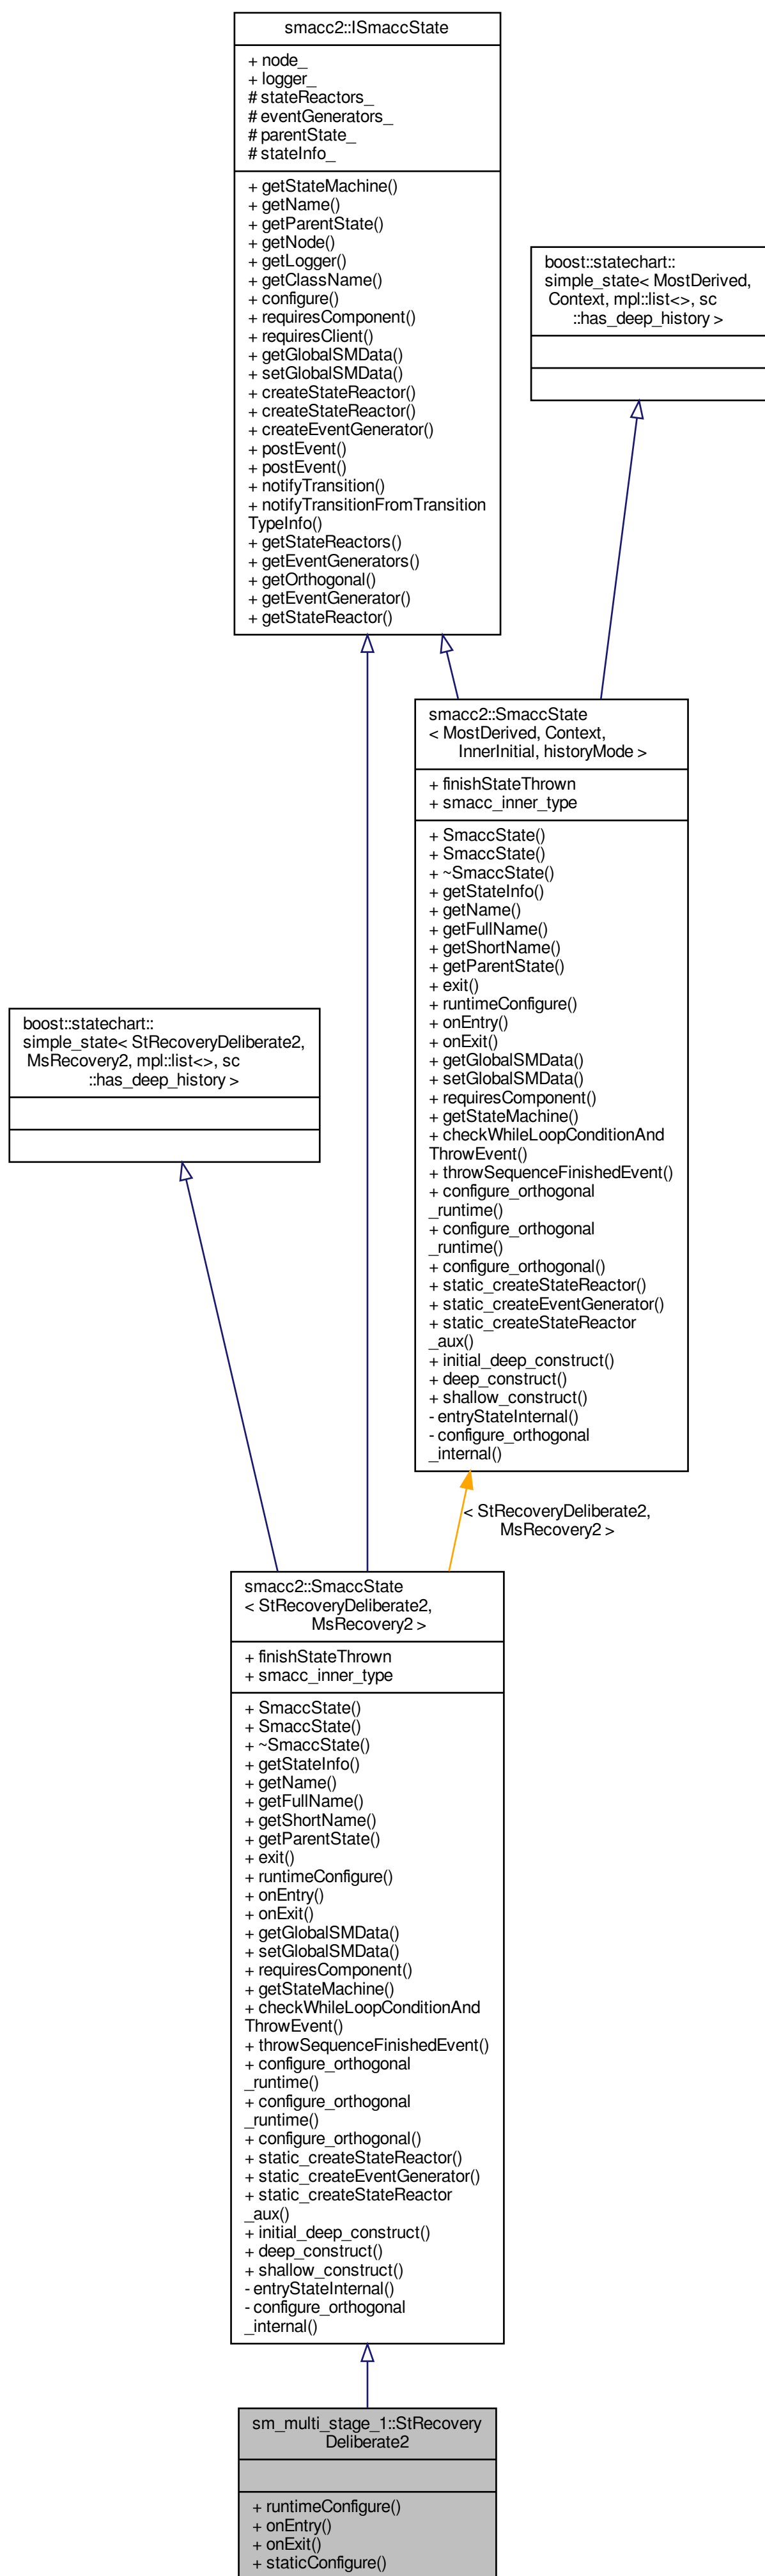 smacc2::ISmaccState
+ node_
+ logger_
# stateReactors_
# eventGenerators_
# parentState_
# stateInfo_
+ getStateMachine()
+ getName()
+ getParentState()
+ getNode()
+ getLogger()
+ getClassName()
+ configure()
+ requiresComponent()
+ requiresClient()
+ getGlobalSMData()
+ setGlobalSMData()
+ createStateReactor()
+ createStateReactor()
+ createEventGenerator()
+ postEvent()
+ postEvent()
+ notifyTransition()
+ notifyTransitionFromTransition
TypeInfo()
+ getStateReactors()
+ getEventGenerators()
+ getOrthogonal()
+ getEventGenerator()
+ getStateReactor()
boost::statechart::
simple_state< MostDerived,
Context, mpl::list<>, sc
::has_deep_history >
smacc2::SmaccState
< MostDerived, Context,
InnerInitial, historyMode >
+ finishStateThrown
+ smacc_inner_type
+ SmaccState()
+ SmaccState()
+ ~SmaccState()
+ getStateInfo()
+ getName()
+ getFullName()
+ getShortName()
+ getParentState()
+ exit()
+ runtimeConfigure()
+ onEntry()
+ onExit()
+ getGlobalSMData()
+ setGlobalSMData()
+ requiresComponent()
+ getStateMachine()
+ checkWhileLoopConditionAnd
ThrowEvent()
+ throwSequenceFinishedEvent()
+ configure_orthogonal
_runtime()
+ configure_orthogonal
_runtime()
+ configure_orthogonal()
+ static_createStateReactor()
+ static_createEventGenerator()
+ static_createStateReactor
_aux()
+ initial_deep_construct()
+ deep_construct()
+ shallow_construct()
- entryStateInternal()
- configure_orthogonal
_internal()
boost::statechart::
simple_state< StRecoveryDeliberate2,
MsRecovery2, mpl::list<>, sc
::has_deep_history >
< StRecoveryDeliberate2,
MsRecovery2 >
smacc2::SmaccState
< StRecoveryDeliberate2,
MsRecovery2 >
+ finishStateThrown
+ smacc_inner_type
+ SmaccState()
+ SmaccState()
+ ~SmaccState()
+ getStateInfo()
+ getName()
+ getFullName()
+ getShortName()
+ getParentState()
+ exit()
+ runtimeConfigure()
+ onEntry()
+ onExit()
+ getGlobalSMData()
+ setGlobalSMData()
+ requiresComponent()
+ getStateMachine()
+ checkWhileLoopConditionAnd
ThrowEvent()
+ throwSequenceFinishedEvent()
+ configure_orthogonal
_runtime()
+ configure_orthogonal
_runtime()
+ configure_orthogonal()
+ static_createStateReactor()
+ static_createEventGenerator()
+ static_createStateReactor
_aux()
+ initial_deep_construct()
+ deep_construct()
+ shallow_construct()
- entryStateInternal()
- configure_orthogonal
_internal()
sm_multi_stage_1::StRecovery
Deliberate2
+ runtimeConfigure()
+ onEntry()
+ onExit()
+ staticConfigure()